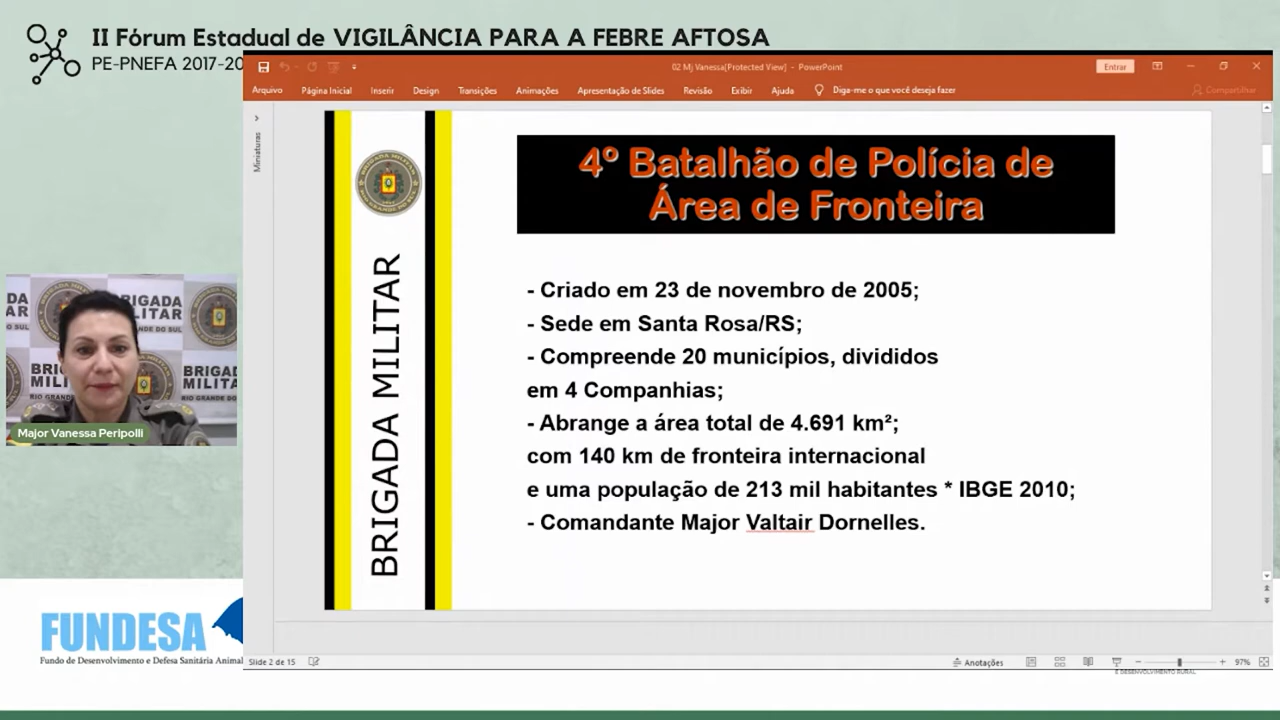 II Fórum Estadual de VIGILÂNCIA PARA A FEBRE AFTOSA
PE-PNEFA 2017-20
02 Mj Vanessa[Protected View] - PowerPoint
Entrar
Arquivo Página Inicial Inserir Design Transições Animações Apresentação de Slides Revisão Exibir Ajuda Diga-me o que você deseja fazer Compartilhar
Miniaturas
BRIGADA MILITAR
4º Batalhão de Polícia de
Área de Fronteira
- Criado em 23 de novembro de 2005;
- Sede em Santa Rosa/RS;
- Compreende 20 municípios, divididos
em 4 Companhias;
- Abrange a área total de 4.691 km²;
com 140 km de fronteira internacional
e uma população de 213 mil habitantes * IBGE 2010;
- Comandante Major Valtair Dornelles.
BRIGADA MILITAR
BRIGADA
MILITAR
RIO GRANDE DO SUL
Major Vanessa Peripolli
FUNDESA
Fundo de Desenvolvimento e Defesa Sanitária Animal
Slide 2 de 15
Anotações
97%
E DESENVOLVIMENTO RURAL